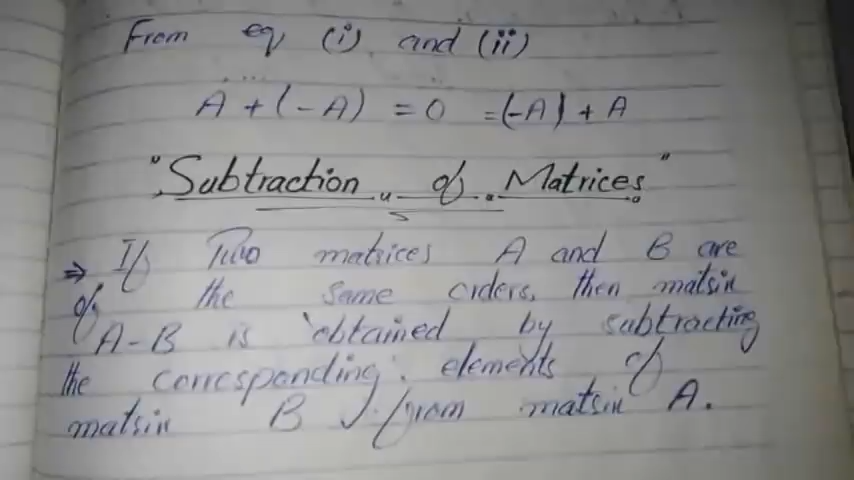 From eq (i) and (ii)
A + (-A) = 0 = (-A) + A
"Subtraction of Matrices"
⇒ If Two matrices A and B are
of the same orders, then matrix
A-B is obtained by subtracting
the corresponding elements of
matrix B from matrix A.